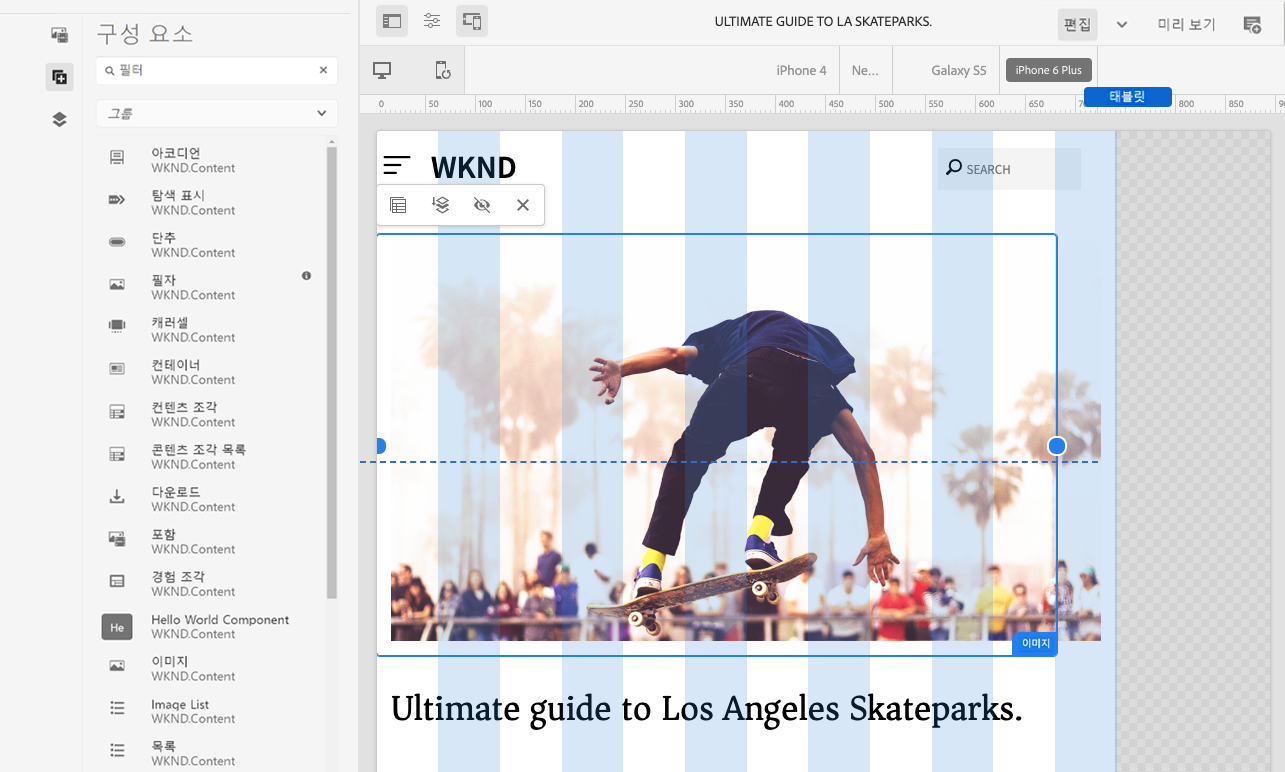 구성 요소
필터
그룹
아코디언
WKND.Content
탐색 표시
WKND.Content
단추
WKND.Content
필자
WKND.Content
캐러셀
WKND.Content
컨테이너
WKND.Content
컨텐츠 조각
WKND.Content
콘텐츠 조각 목록
WKND.Content
다운로드
WKND.Content
포함
WKND.Content
경험 조각
WKND.Content
He
Hello World Component
WKND.Content
이미지
WKND.Content
Image List
WKND.Content
목록
WKND.Content
ULTIMATE GUIDE TO LA SKATEPARKS.
편집
미리 보기
iPhone 4
Ne...
Galaxy S5
iPhone 6 Plus
태블릿
0 50 100 150 200 250 300 350 400 450 500 550 600 650 800 850
WKND
SEARCH
이미지
Ultimate guide to Los Angeles Skateparks.